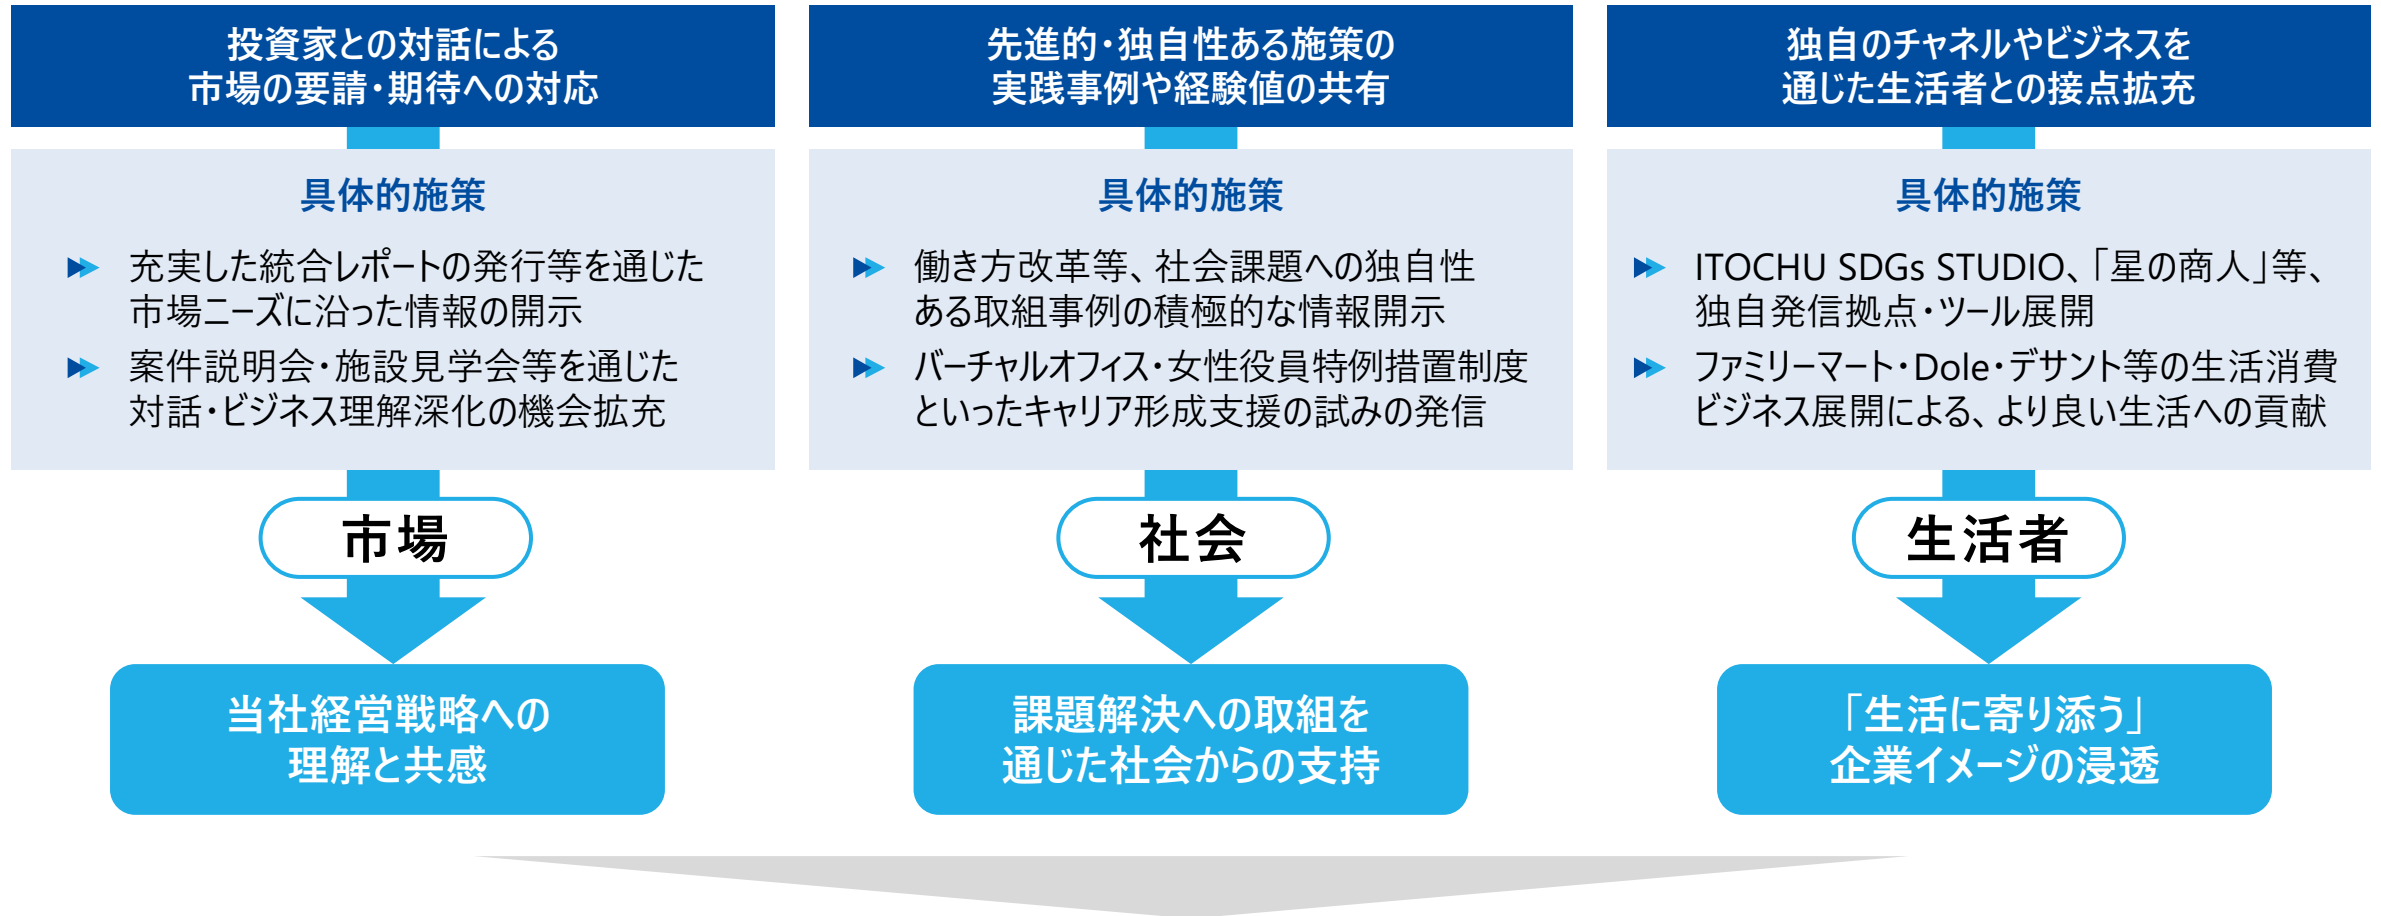 投資家との対話による
市場の要請・期待への対応
具体的施策
充実した統合レポートの発行等を通じた
市場ニーズに沿った情報の開示
案件説明会・施設見学会等を通じた
対話・ビジネス理解深化の機会拡充
市場
当社経営戦略への
理解と共感
先進的・独自性ある施策の
実践事例や経験値の共有
具体的施策
働き方改革等、社会課題への独自性
ある取組事例の積極的な情報開示
バーチャルオフィス・女性役員特例措置制度
といったキャリア形成支援の試みの発信
社会
課題解決への取組を
通じた社会からの支持
独自のチャネルやビジネスを
通じた生活者との接点拡充
具体的施策
ITOCHU SDGs STUDIO、「星の商人」等、
独自発信拠点・ツール展開
ファミリーマート・Dole・デサント等の生活消費
ビジネス展開による、より良い生活への貢献
生活者
「生活に寄り添う」
企業イメージの浸透